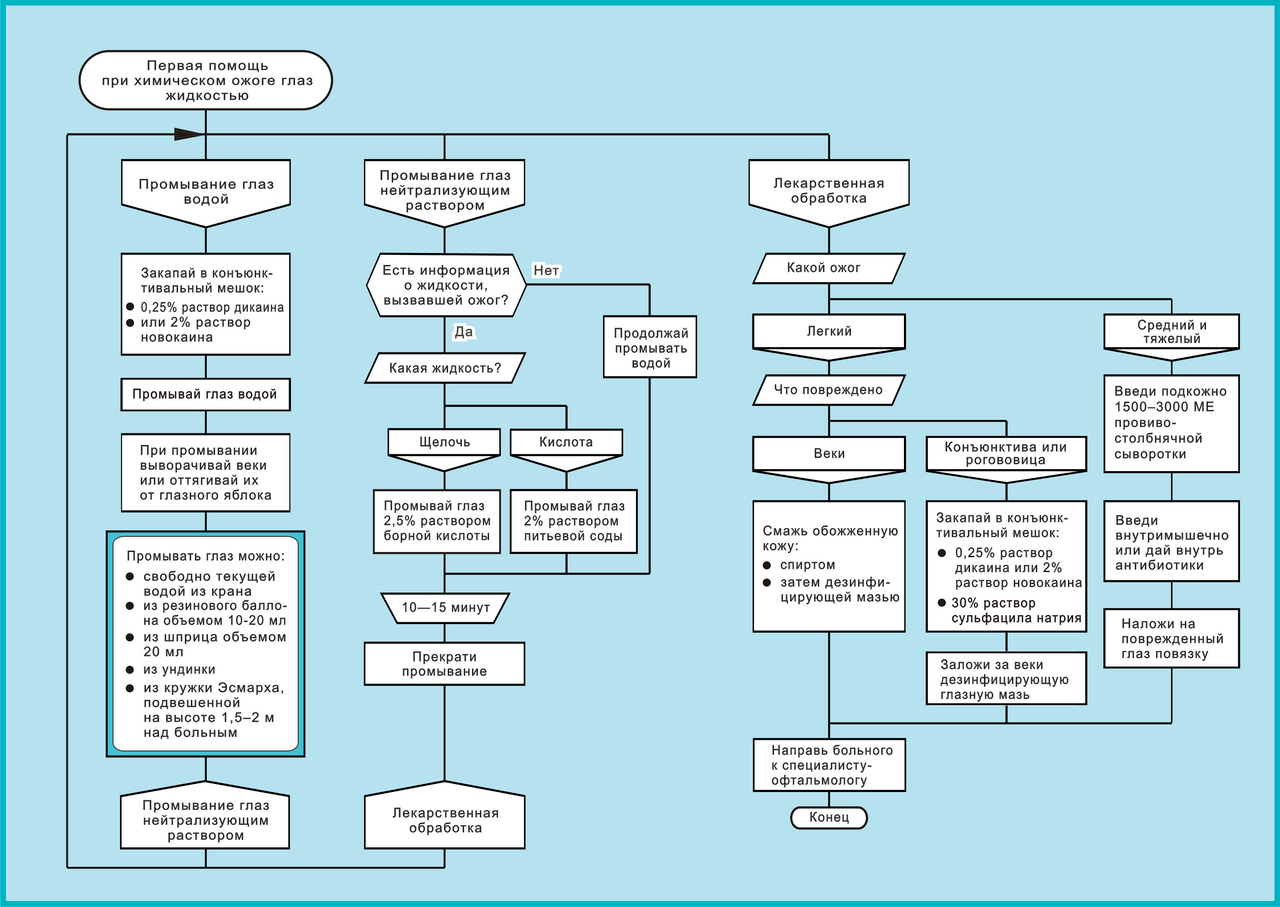 Первая помощь
при химическом ожоге глаз
жидкостью
Промывание глаз
водой
Закапай в конъюнк-
тивальный мешок:
● 0,25% раствор дикаина
● или 2% раствор
новокаина
Промывай глаз водой
При промывании
выворачивай веки
или оттягивай их
от глазного яблока
Промывать глаз можно:
● свободно текущей
водой из крана
● из резинового балло-
на объемом 10-20 мл
● из шприца объемом
20 мл
● из ундинки
● из кружки Эсмарха,
подвешенной
на высоте 1,5–2 м
над больным
Промывание глаз
нейтрализующим
раствором
Промывание глаз
нейтрализующим
раствором
Есть информация
о жидкости,
вызвавшей ожог?
Нет
Да
Продолжай
промывать
водой
Какая жидкость?
Щелочь
Кислота
Промывай глаз
2,5% раствором
борной кислоты
Промывай глаз
2% раствором
питьевой соды
10—15 минут
Прекрати
промывание
Лекарственная
обработка
Лекарственная
обработка
Какой ожог
Легкий
Средний и
тяжелый
Что повреждено
Веки
Конъюнктива или
роговoвица
Смажь обожженную
кожу:
● спиртом
● затем дезинфи-
цирующей мазью
Закапай в конъюнк-
тивальный мешок:
● 0,25% раствор
дикаина или 2%
раствор новокаина
● 30% раствор
сульфацила натрия
Заложи за веки
дезинфицирующую
глазную мазь
Введи подкожно
1500–3000 МЕ
провиво-
столбнячной
сыворотки
Введи
внутримышечно
или дай внутрь
антибиотики
Наложи на
поврежденный
глаз повязку
Направь больного
к специалисту-
офтальмологу
Конец